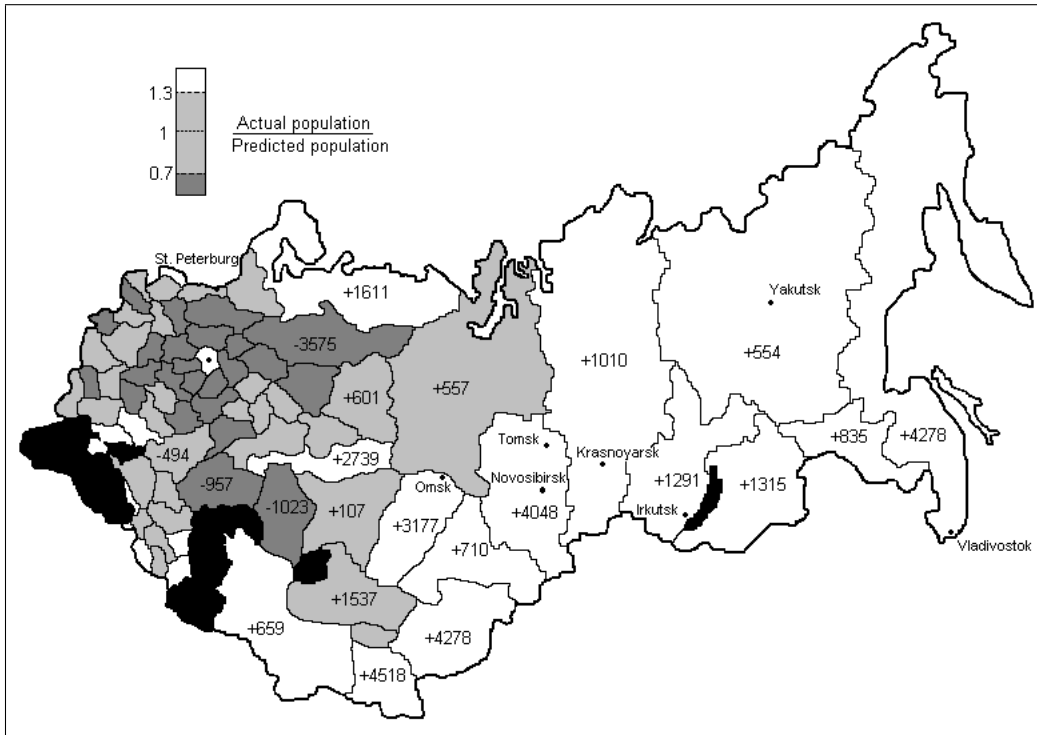 1.3
1
0.7
Actual population
Predicted population
St. Peterburg
+1611
Yakutsk
-3575
+1010
+554
+601
+557
Tomsk
Krasnoyarsk
+835
+4278
-494
+2739
Novosibirsk
+1291
+1315
-957
Omsk
-1023
+107
+3177
+4048
Irkutsk
+710
Vladivostok
+1537
+659
+4278
+4518